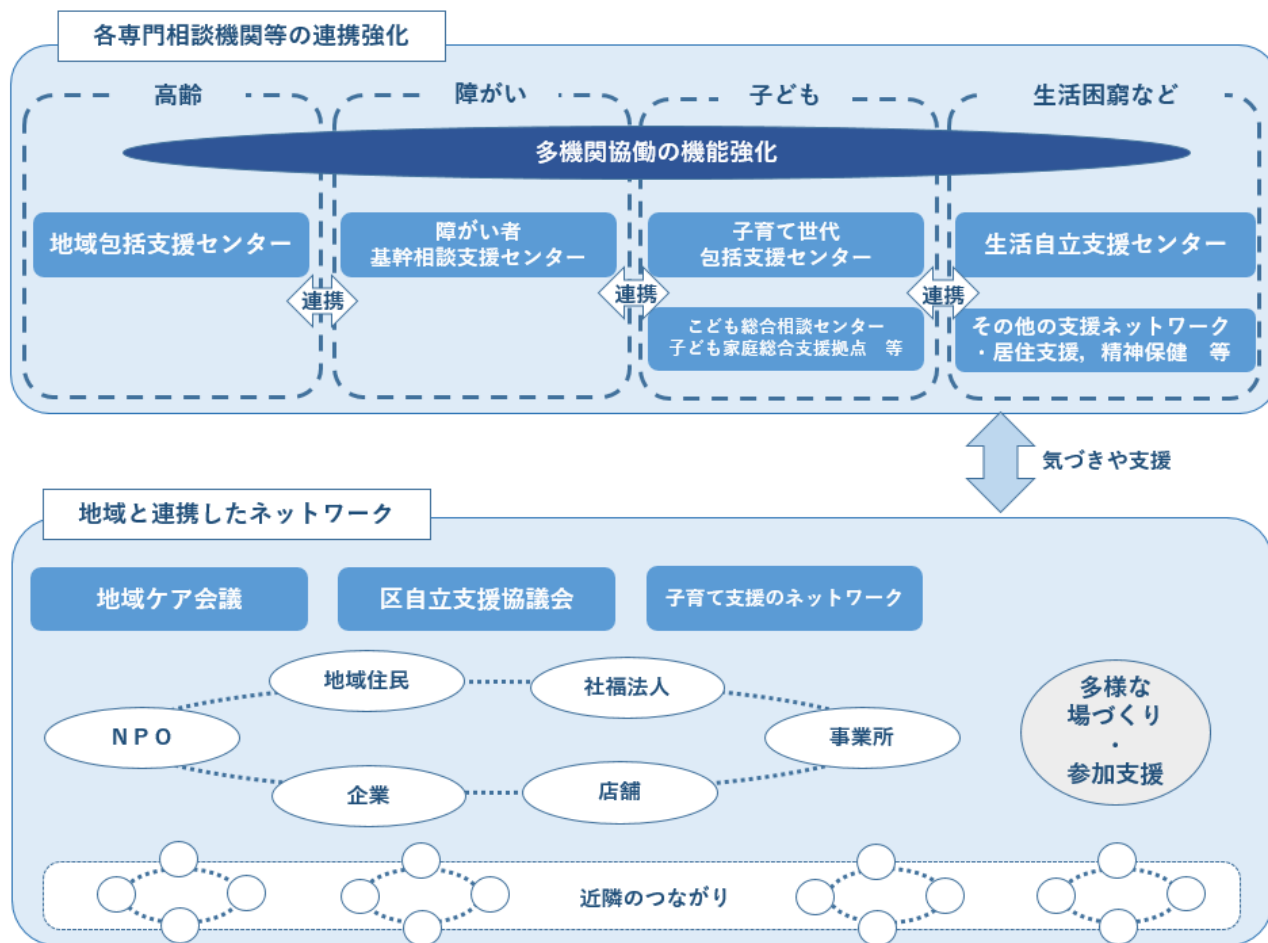 各専門相談機関等の連携強化
高齢
障がい
子ども
生活困窮など
多機関協働の機能強化
地域包括支援センター
障がい者
基幹相談支援センター
子育て世代
包括支援センター
生活自立支援センター
連携
連携
連携
こども総合相談センター
子ども家庭総合支援拠点　等
その他の支援ネットワーク
・居住支援，精神保健　等
気づきや支援
地域と連携したネットワーク
地域ケア会議
区自立支援協議会
子育て支援のネットワーク
地域住民
社福法人
ＮＰＯ
事業所
企業
店舗
多様な
場づくり
・
参加支援
近隣のつながり